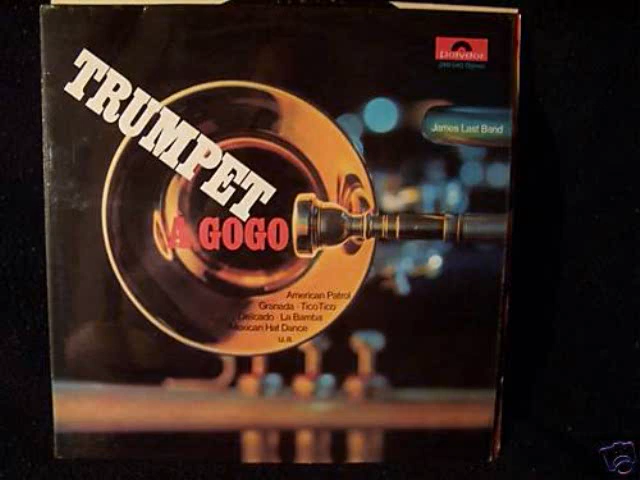 polydor
TRUMPET
A GOGO
James Last Band
American Patrol
Granada · Tico Tico
Delicado · La Bamba
Mexican Hat Dance
u.a.